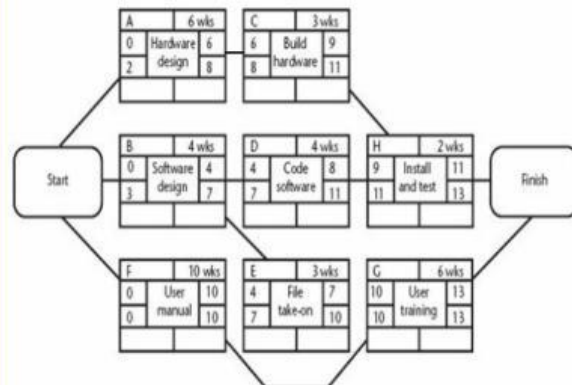 A 6 wks
0 Hardware 6
2 design 8
C 3 wks
6 Build 9
8 hardware 11
Start
B 4 wks
0 Software 4
3 design 7
D 4 wks
4 Code 8
7 software 11
H 2 wks
9 Install 11
11 and test 13
Finish
F 10 wks
0 User 10
0 manual 10
E 3 wks
4 File 7
7 take-on 10
G 6 wks
10 User 13
10 training 13